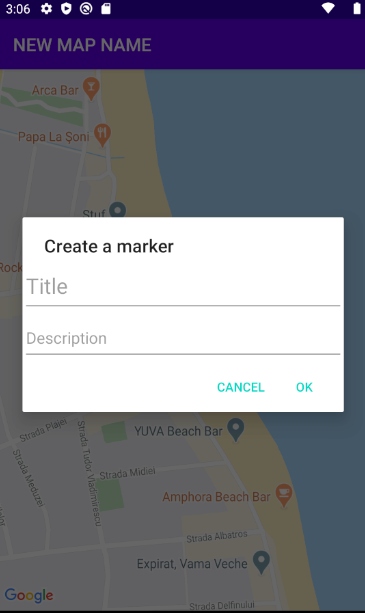 3:06
NEW MAP NAME
Arca Bar
Papa La Șoni
Stuf
Rock
Create a marker
Title
Description
CANCEL
OK
Strada Plajei
YUVA Beach Bar
Strada Tudor Vladimirescu
Strada Midiei
Strada Meduzei
Amphora Beach Bar
Strada Albatros
Expirat, Vama Veche
Google
Strada Delfinului